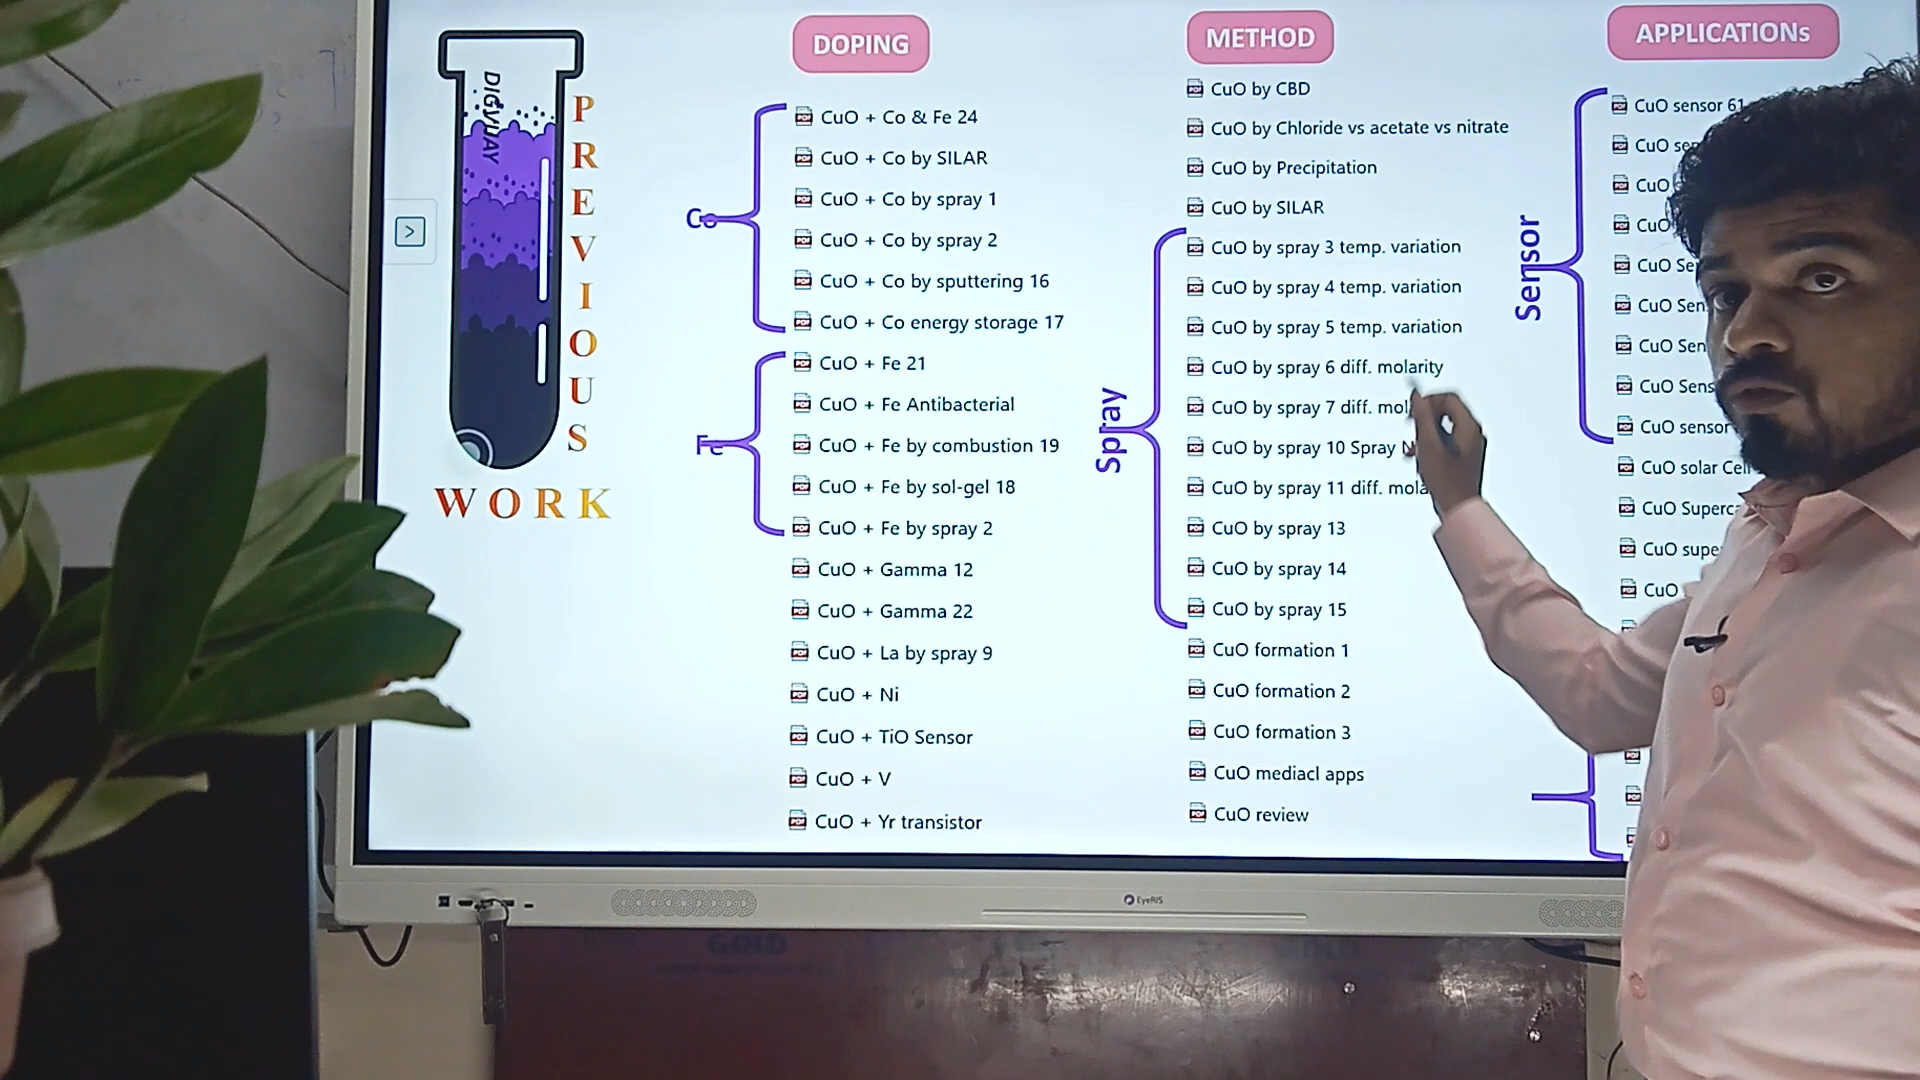 DIGVIJAY
PREVIOUS
WORK
DOPING
Co
CuO + Co & Fe 24
CuO + Co by SILAR
CuO + Co by spray 1
CuO + Co by spray 2
CuO + Co by sputtering 16
CuO + Co energy storage 17
Fe
CuO + Fe 21
CuO + Fe Antibacterial
CuO + Fe by combustion 19
CuO + Fe by sol-gel 18
CuO + Fe by spray 2
CuO + Gamma 12
CuO + Gamma 22
CuO + La by spray 9
CuO + Ni
CuO + TiO Sensor
CuO + V
CuO + Yr transistor
METHOD
CuO by CBD
CuO by Chloride vs acetate vs nitrate
CuO by Precipitation
CuO by SILAR
Spray
CuO by spray 3 temp. variation
CuO by spray 4 temp. variation
CuO by spray 5 temp. variation
CuO by spray 6 diff. molarity
CuO by spray 7 diff.
CuO by spray 10 Spray
CuO by spray 11 diff.
CuO by spray 13
CuO by spray 14
CuO by spray 15
CuO formation 1
CuO formation 2
CuO formation 3
CuO mediacl apps
CuO review
APPLICATIONs
Sensor
CuO sensor 61
CuO
CuO
CuO
CuO
CuO
CuO
CuO
CuO sensor
CuO solar Cell
CuO
CuO
CuO
EyeRIS
GOLD